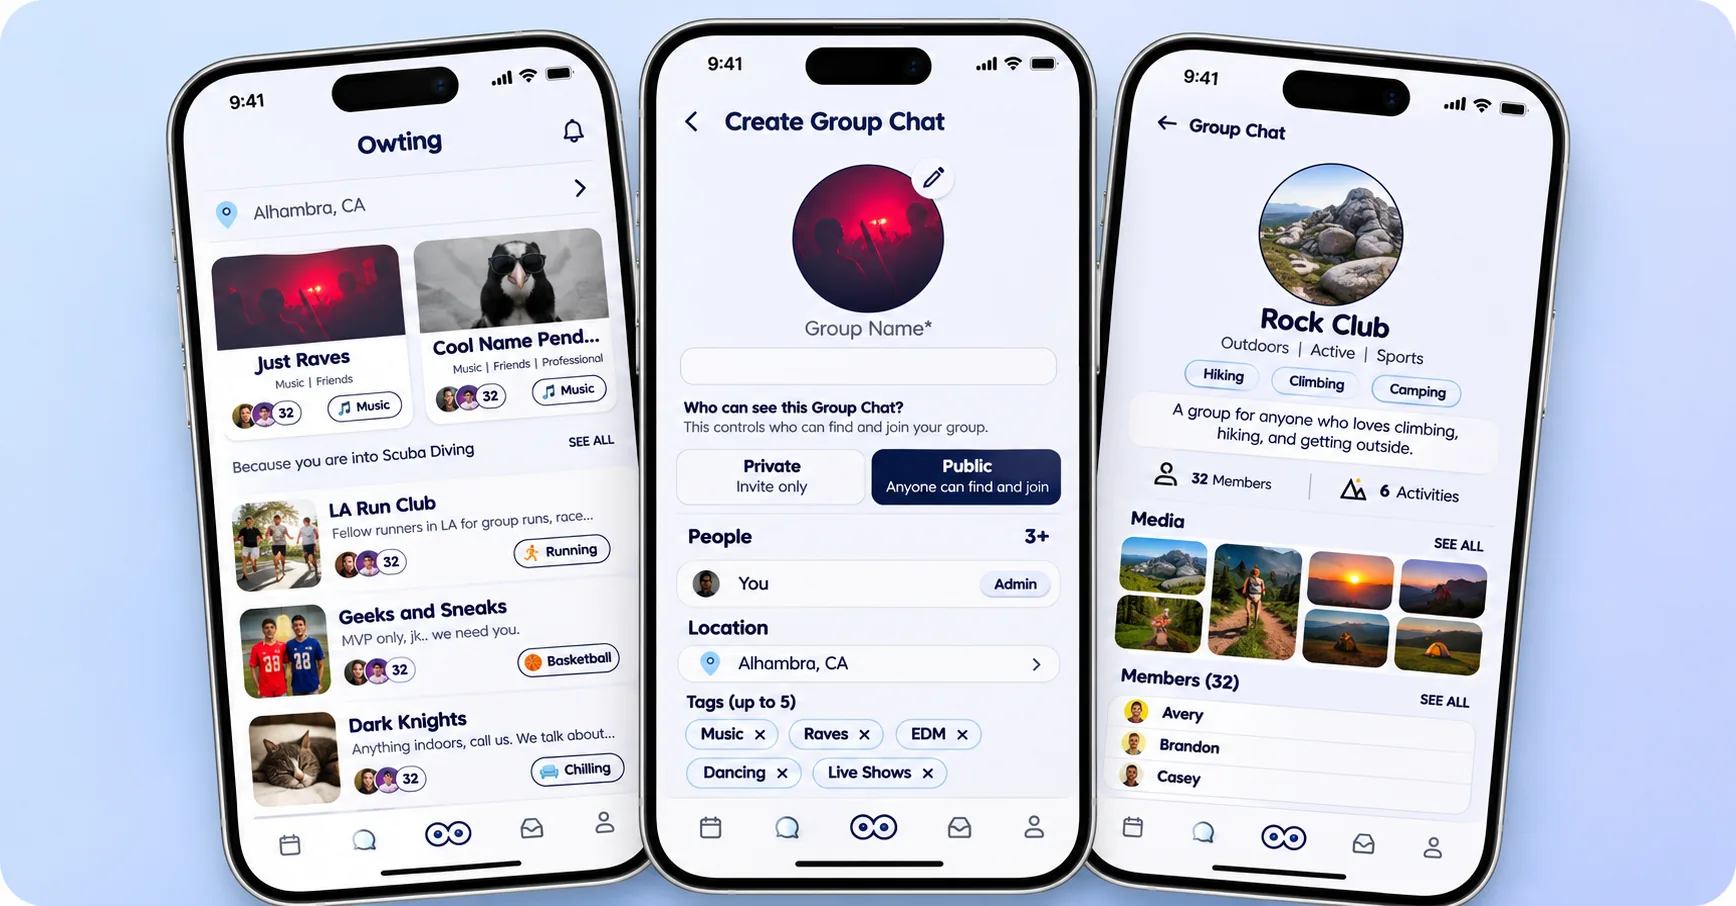 9:41
Owting
Alhambra, CA
Just Raves
Music | Friends
32
Music
Cool Name Pend...
Music | Friends | Professional
32
Music
Because you are into Scuba Diving
SEE ALL
LA Run Club
Fellow runners in LA for group runs, race...
32
Running
Geeks and Sneaks
MVP only, jk.. we need you.
38
28
32
Basketball
Dark Knights
Anything indoors, call us. We talk about...
32
Chilling
9:41
Create Group Chat
Group Name*
Who can see this Group Chat?
This controls who can find and join your group.
Private
Invite only
Public
Anyone can find and join
People
3+
You
Admin
Location
Alhambra, CA
Tags (up to 5)
Music
Raves
EDM
Dancing
Live Shows
9:41
Group Chat
Rock Club
Outdoors | Active | Sports
Hiking
Climbing
Camping
A group for anyone who loves climbing,
hiking, and getting outside.
32 Members
6 Activities
Media
SEE ALL
Members (32)
SEE ALL
Avery
Brandon
Casey